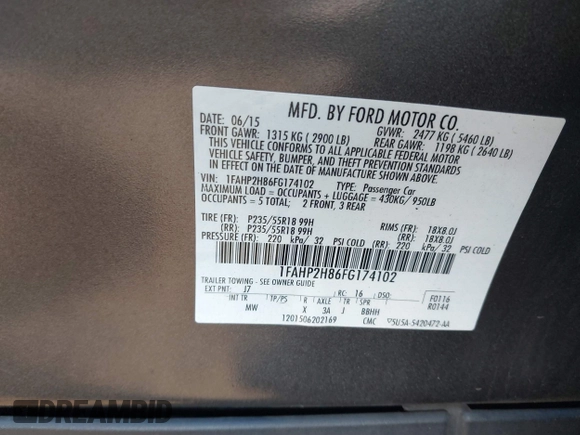 MFD. BY FORD MOTOR CO.
DATE: 06/15 GVWR: 2477 KG ( 5460 LB)
FRONT GAWR: 1315 KG ( 2900 LB) REAR GAWR: 1198 KG ( 2640 LB)
THIS VEHICLE CONFORMS TO ALL APPLICABLE FEDERAL MOTOR
VEHICLE SAFETY, BUMPER, AND THEFT PREVENTION STANDARDS
IN EFFECT ON THE DATE OF MANUFACTURE SHOWN ABOVE.
VIN: 1FAHP2H86FG174102 TYPE: Passenger Car
MAXIMUM LOAD = OCCUPANTS + LUGGAGE = 430KG/ 950LB
OCCUPANTS = 5 TOTAL; 2 FRONT, 3 REAR
TIRE (FR): P235/55R18 99H RIMS (FR): 18X8.0J
(RR): P235/55R18 99H (RR): 18X8.0J
PRESSURE (FR): 220 kPa/ 32 PSI COLD (RR) 220 kPa/ 32 PSI COLD
1FAHP2H86FG174102
TRAILER TOWING - SEE OWNER GUIDE
EXT PNT: J7 RC: 16 DSO: F0116
INT TR TP/PS R AXLE TR SPR R0144
MW X 3A J BBHH
1201506202169 CMC 5USA-5420472-AA
DREAMBID